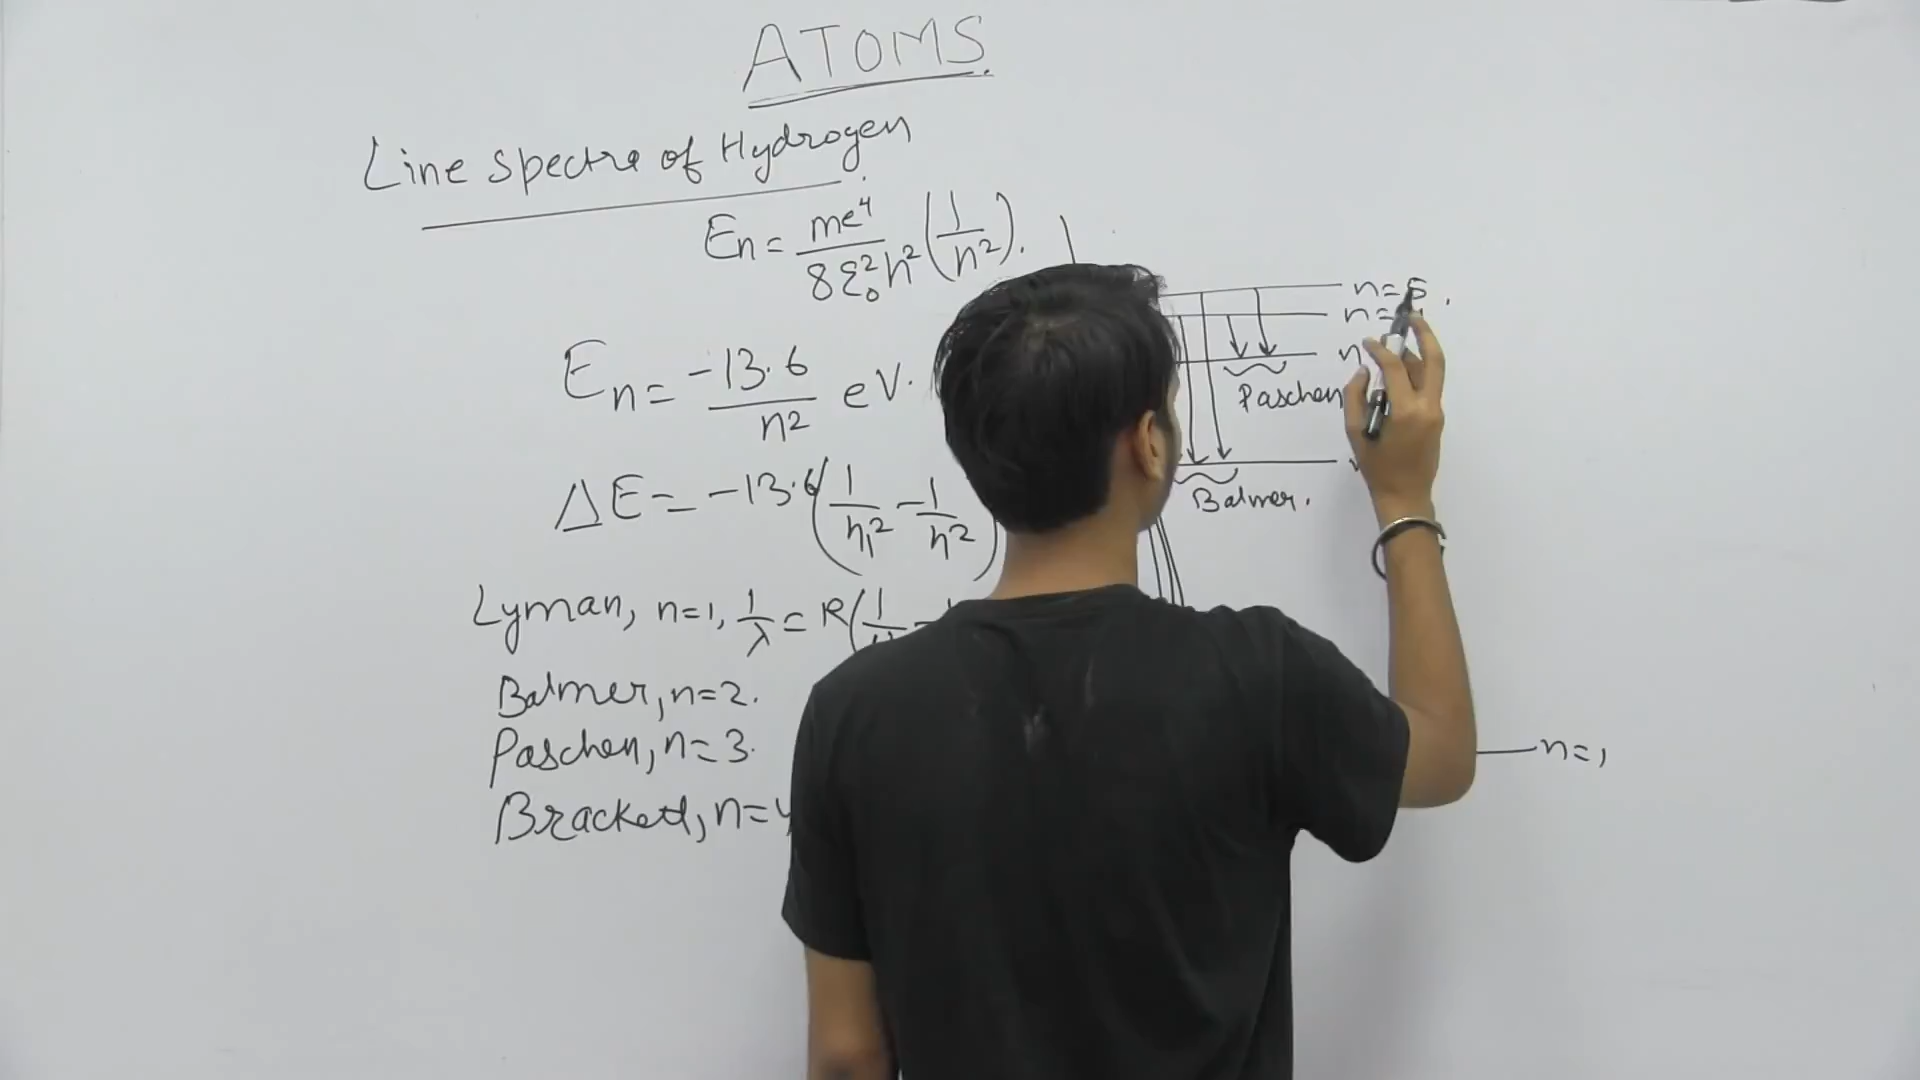 ATOMS.
Line Spectra of Hydrogen.
En = me⁴/8ε₀²h² (1/n²).
En = -13.6/n² eV.
ΔE = -13.6 (1/n₁² - 1/n²)
Lyman, n=1, 1/λ = R(1/
Balmer, n=2.
Paschen, n=3.
Brackett, n=4
n=5.
n=
n
Paschen
Balmer.
n=1